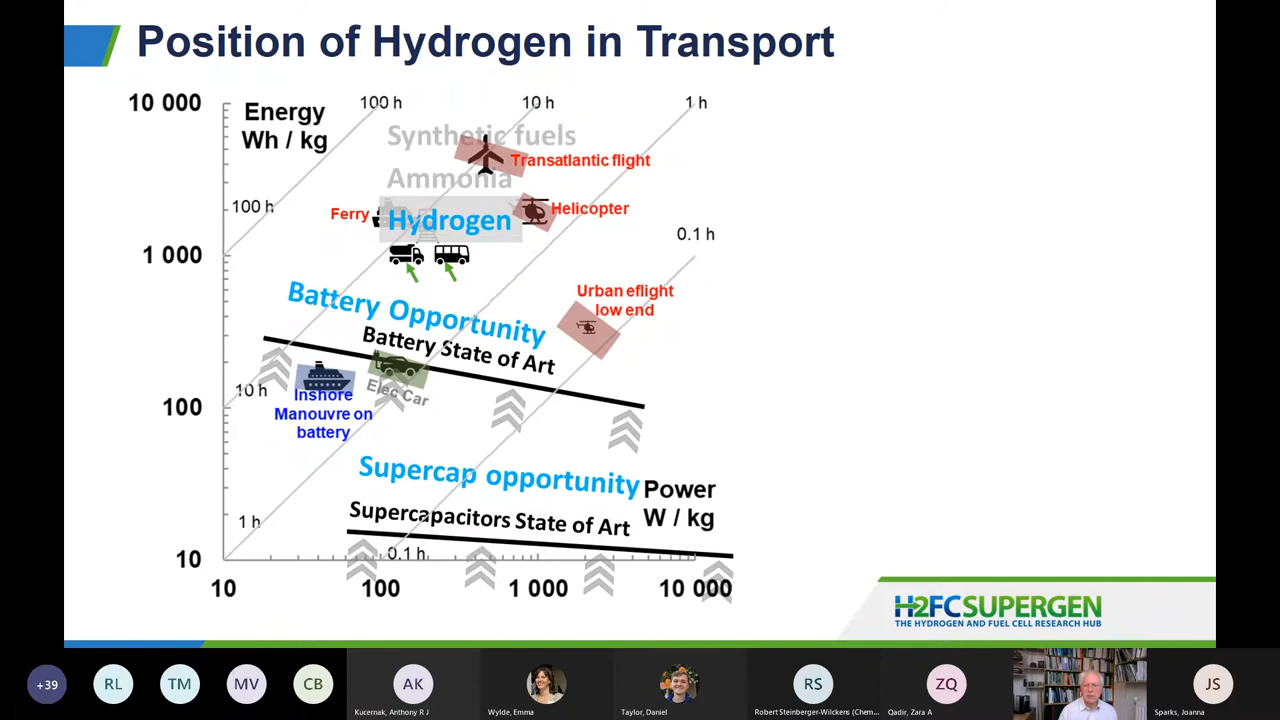 Position of Hydrogen in Transport
10 000
Energy
Wh / kg
100 h
10 h
1 h
Synthetic fuels
Transatlantic flight
Ammonia
100 h
Ferry
Hydrogen
Helicopter
0.1 h
1 000
Urban eflight
low end
Battery Opportunity
Battery State of Art
10 h
Elec Car
Inshore
Manouvre on
battery
100
Supercap opportunity
Power
W / kg
Supercapacitors State of Art
1 h
0.1 h
10
10
100
1 000
10 000
H2FCSUPERGEN
THE HYDROGEN AND FUEL CELL RESEARCH HUB
+39
RL
TM
MV
CB
AK
RS
ZQ
JS
Kucernak, Anthony R J
Wylde, Emma
Taylor, Daniel
Robert Steinberger-Wilckens (Chem...
Qadir, Zara A
Sparks, Joanna